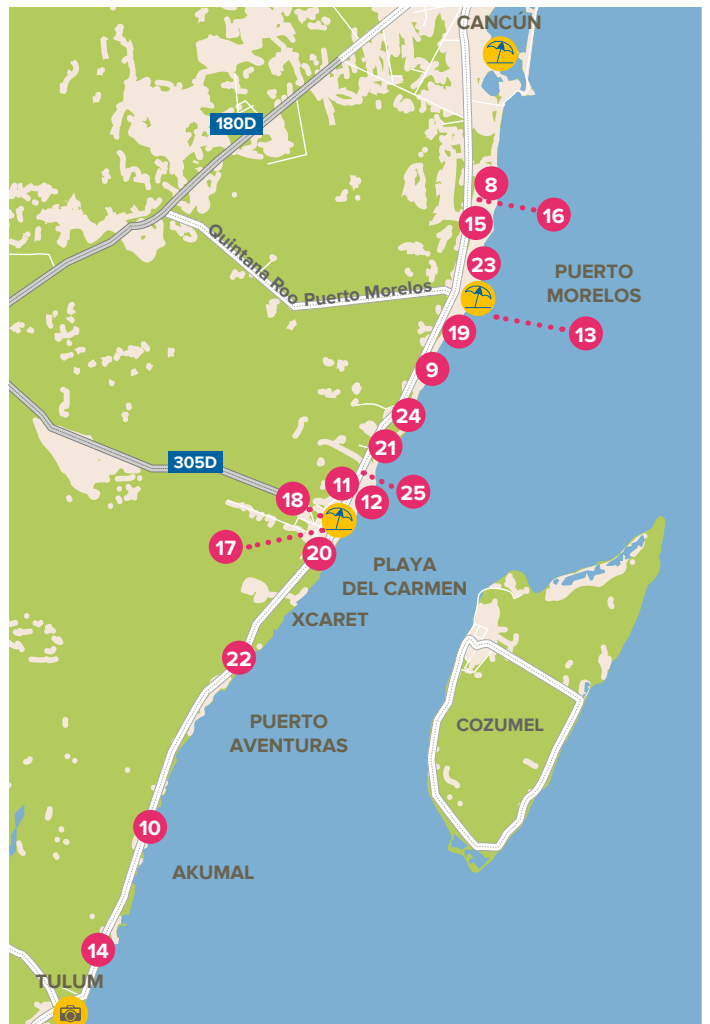 CANCÚN
180D
8
16
15
23
PUERTO
MORELOS
Quintana Roo
Puerto Morelos
13
19
9
24
21
305D
11
25
18
12
17
20
PLAYA
DEL CARMEN
XCARET
22
PUERTO
AVENTURAS
COZUMEL
10
AKUMAL
14
TULUM